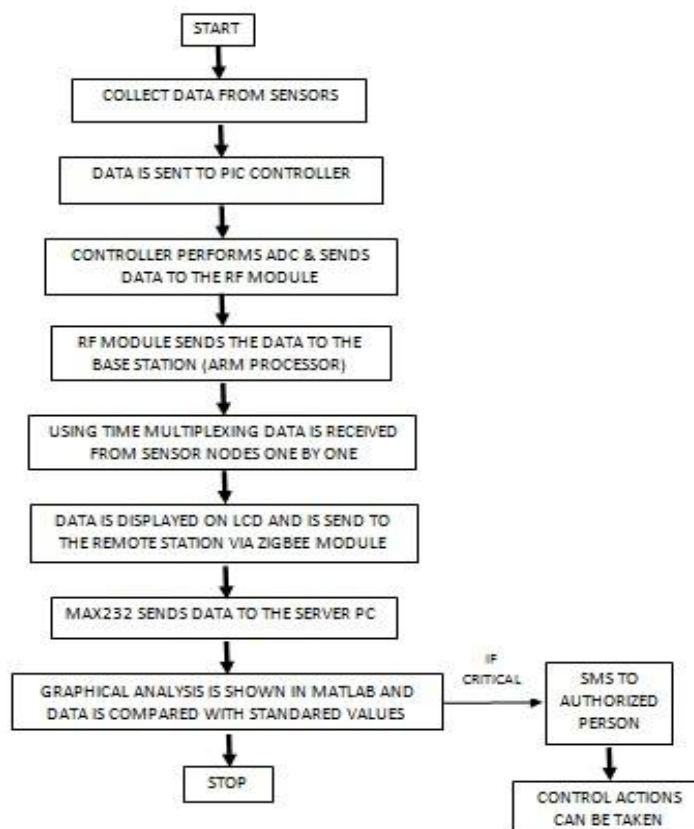 START
COLLECT DATA FROM SENSORS
DATA IS SENT TO PIC CONTROLLER
CONTROLLER PERFORMS ADC & SENDS
DATA TO THE RF MODULE
RF MODULE SENDS THE DATA TO THE
BASE STATION (ARM PROCESSOR)
USING TIME MULTIPLEXING DATA IS RECEIVED
FROM SENSOR NODES ONE BY ONE
DATA IS DISPLAYED ON LCD AND IS SEND TO
THE REMOTE STATION VIA ZIGBEE MODULE
MAX232 SENDS DATA TO THE SERVER PC
GRAPHICAL ANALYSIS IS SHOWN IN MATLAB AND
DATA IS COMPARED WITH STANDARED VALUES
IF
CRITICAL
SMS TO
AUTHORIZED
PERSON
STOP
CONTROL ACTIONS
CAN BE TAKEN